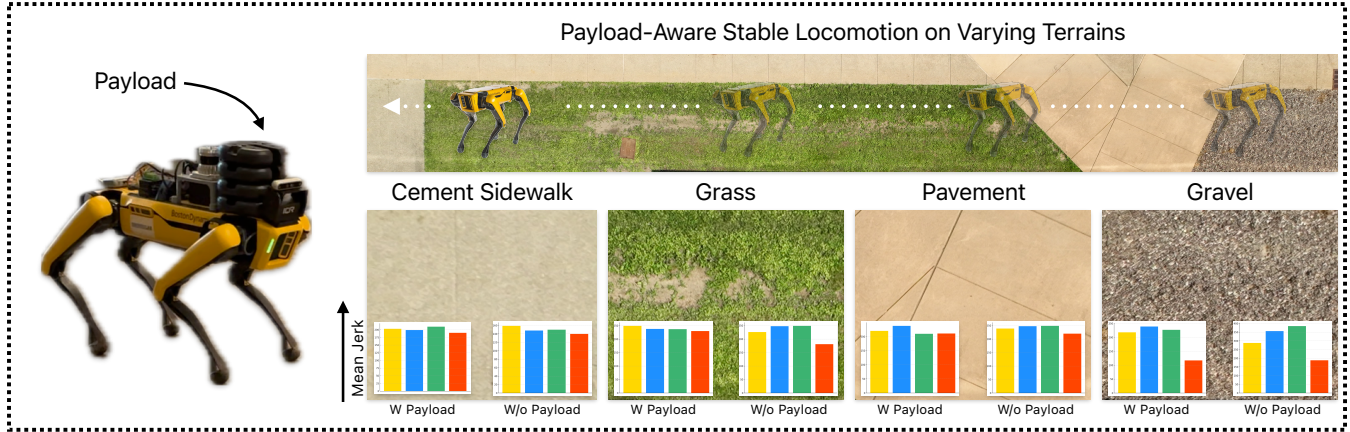 Payload-Aware Stable Locomotion on Varying Terrains
Payload
Cement Sidewalk
Grass
Pavement
Gravel
Mean Jerk
W Payload
W/o Payload
W Payload
W/o Payload
W Payload
W/o Payload
W Payload
W/o Payload